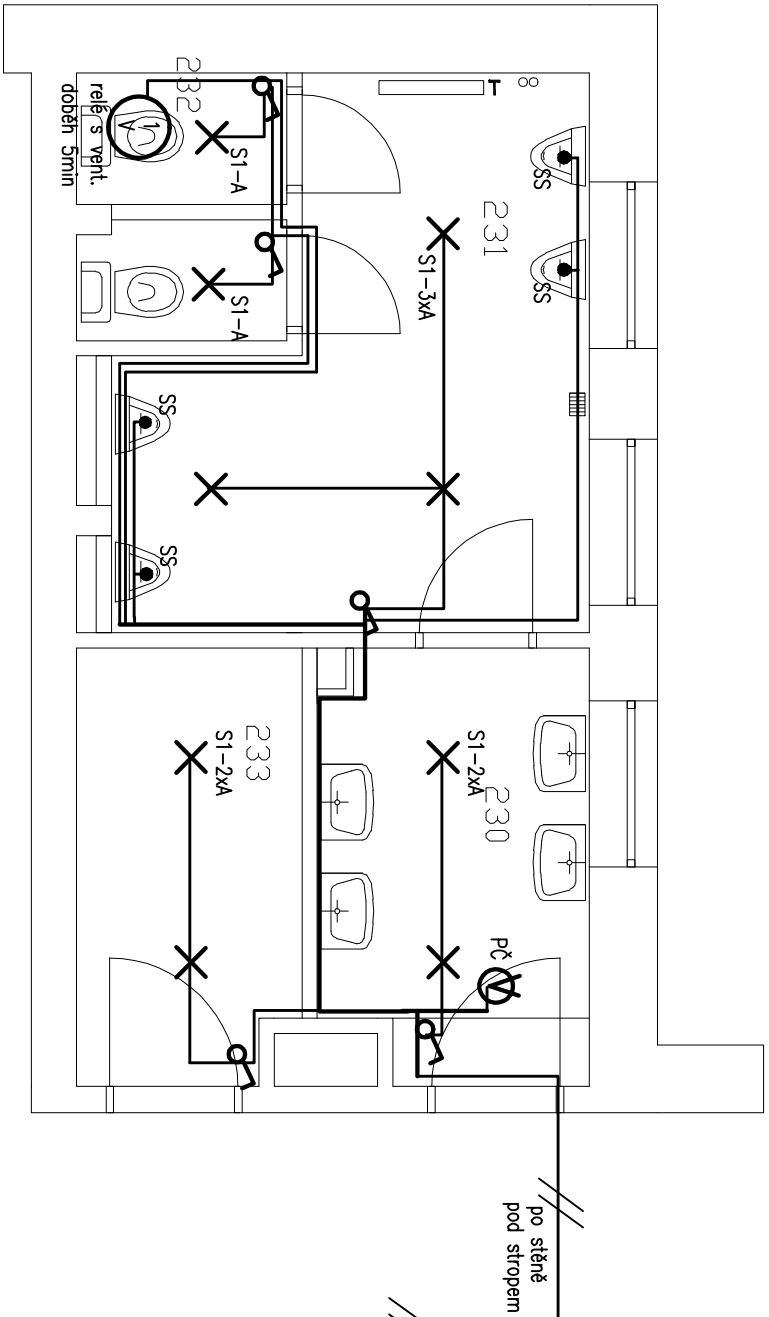 232
relé s vent.
doběh 5min
1
V
S1-A
S1-A
T
8
231
SS
SS
S1-3xA
SS
SS
233
S1-2xA
S1-2xA
230
PČ
po stěně
pod stropem